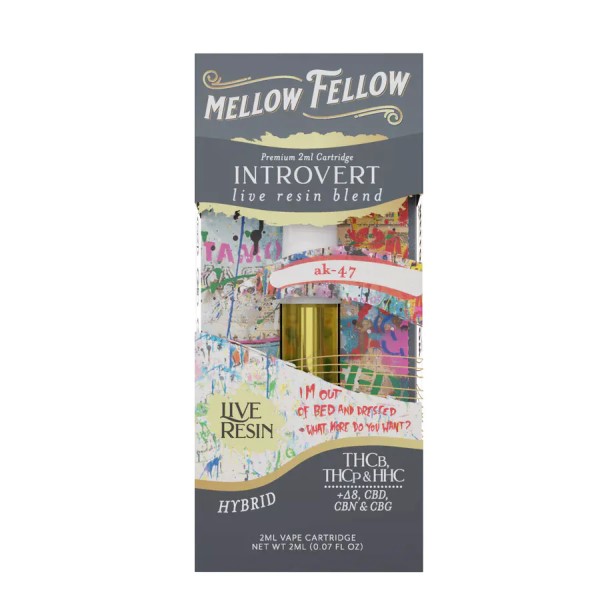 MELLOW FELLOW
Premium 2ml Cartridge
INTROVERT
live resin blend
ak-47
I'M OUT
OF BED AND DRESSED
- WHAT MORE DO YOU WANT?
LIVE
RESIN
THCB,
THCP & HHC
+Δ8, CBD,
CBN & CBG
HYBRID
2ML VAPE CARTRIDGE
NET WT 2ML (0.07 FL OZ)